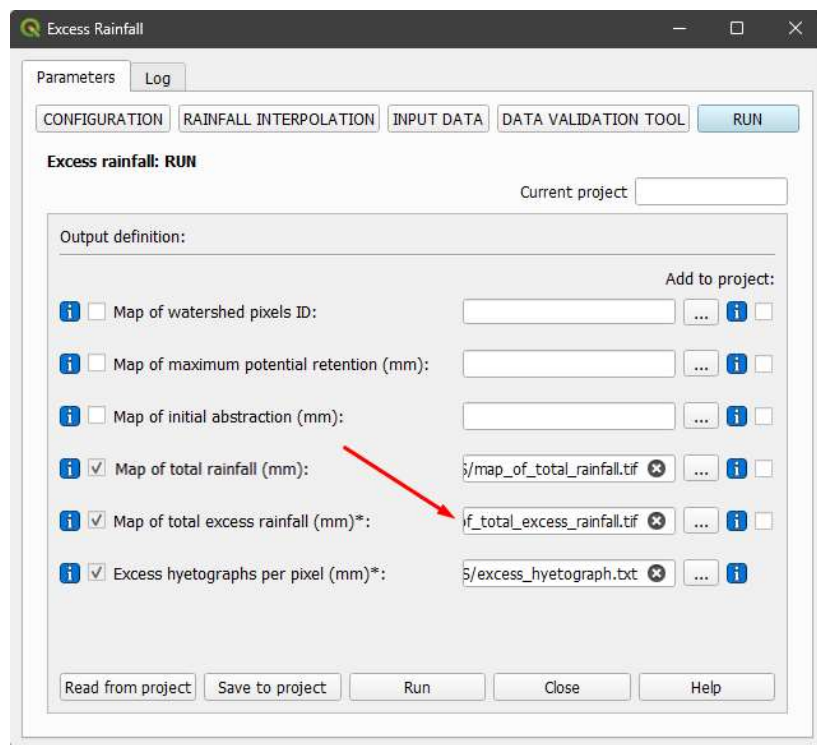 Excess Rainfall
Parameters Log
CONFIGURATION RAINFALL INTERPOLATION INPUT DATA DATA VALIDATION TOOL RUN
Excess rainfall: RUN
Current project
Output definition:
Add to project:
i Map of watershed pixels ID: ... i
i Map of maximum potential retention (mm): ... i
i Map of initial abstraction (mm): ... i
i Map of total rainfall (mm): /map_of_total_rainfall.tif ... i
i Map of total excess rainfall (mm)*: of_total_excess_rainfall.tif ... i
i Excess hyetographs per pixel (mm)*: /excess_hyetograph.txt ... i
Read from project Save to project Run Close Help